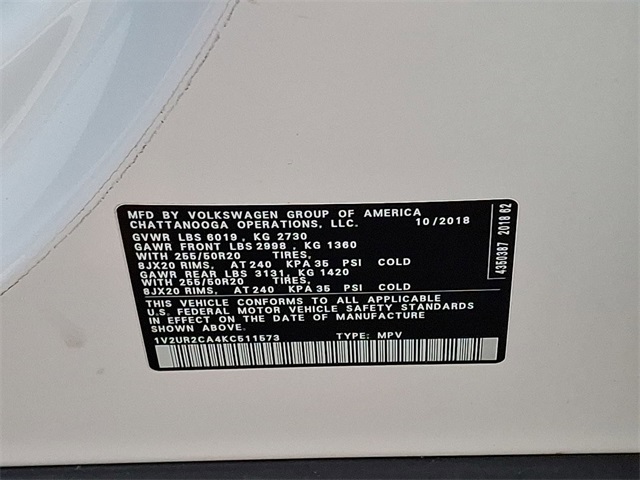 MFD BY VOLKSWAGEN GROUP OF AMERICA
CHATTANOOGA OPERATIONS, LLC. 10/2018
GVWR LBS 6019, KG 2730
GAWR FRONT LBS 2998, KG 1360
WITH 255/50R20 TIRES,
8JX20 RIMS, AT 240 KPA 35 PSI COLD
GAWR REAR LBS 3131, KG 1420
WITH 255/50R20 TIRES,
8JX20 RIMS, AT 240 KPA 35 PSI COLD
THIS VEHICLE CONFORMS TO ALL APPLICABLE
U.S. FEDERAL MOTOR VEHICLE SAFETY STANDARDS
IN EFFECT ON THE DATE OF MANUFACTURE
SHOWN ABOVE
1V2UR2CA4KC511573 TYPE: MPV
4350387 2018 62